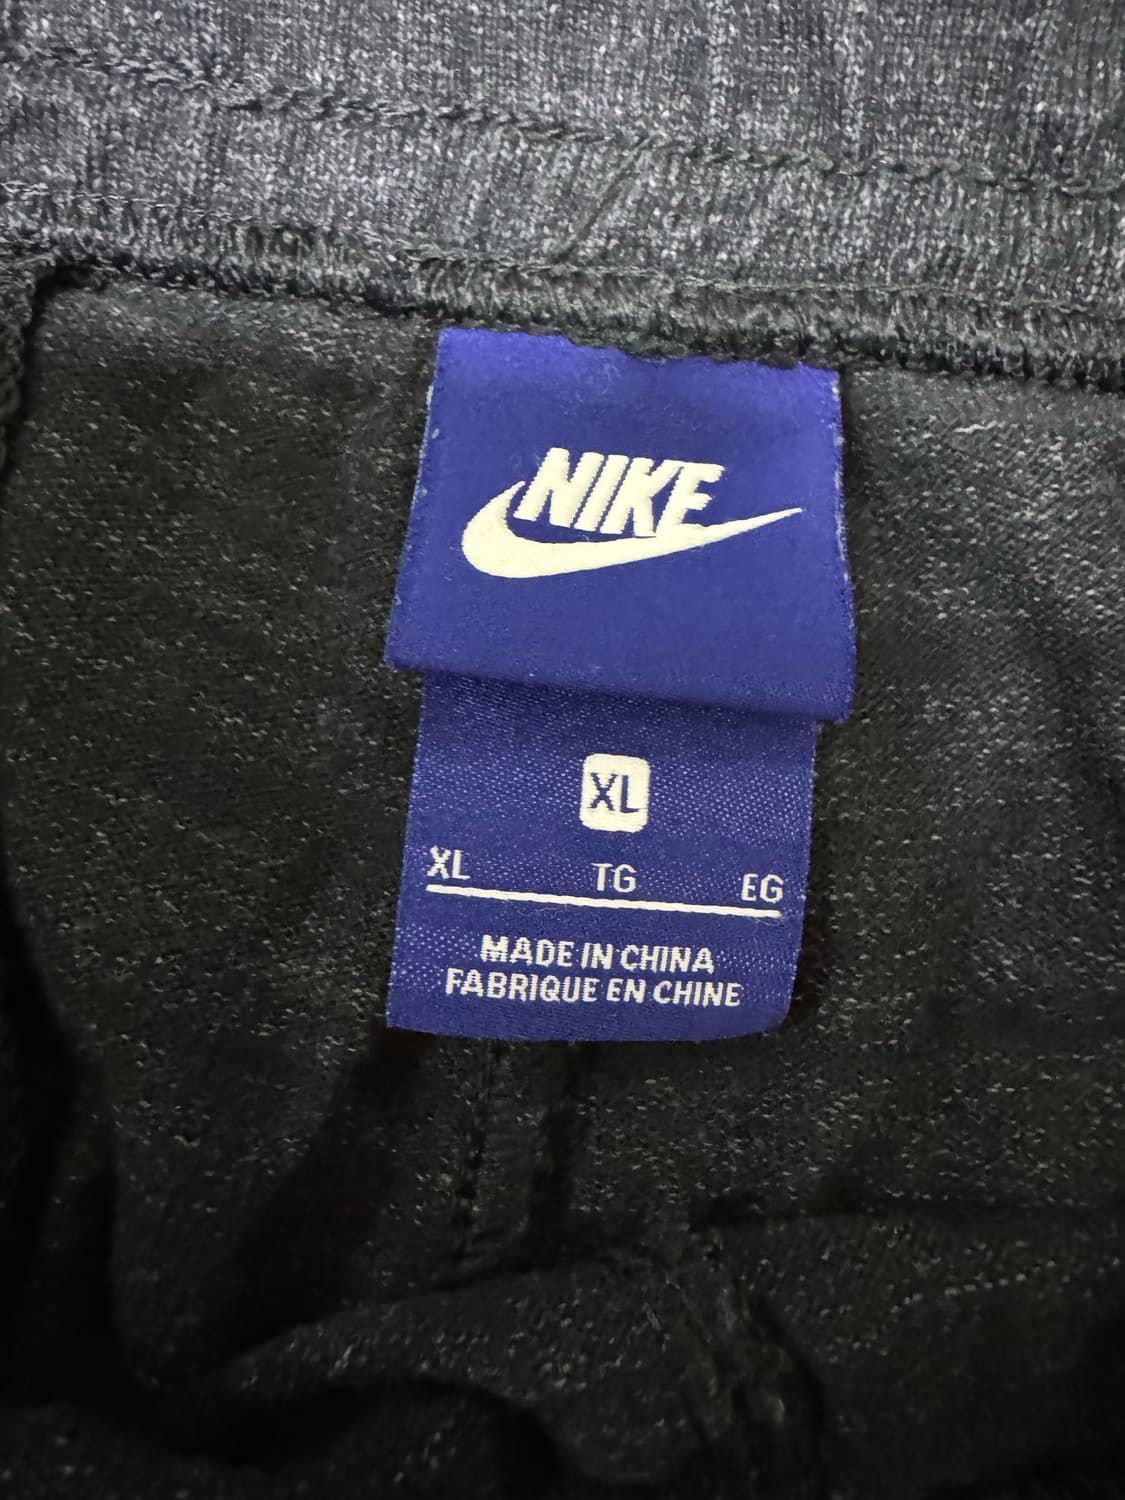 NIKE
XL
XL TG EG
MADE IN CHINA
FABRIQUE EN CHINE